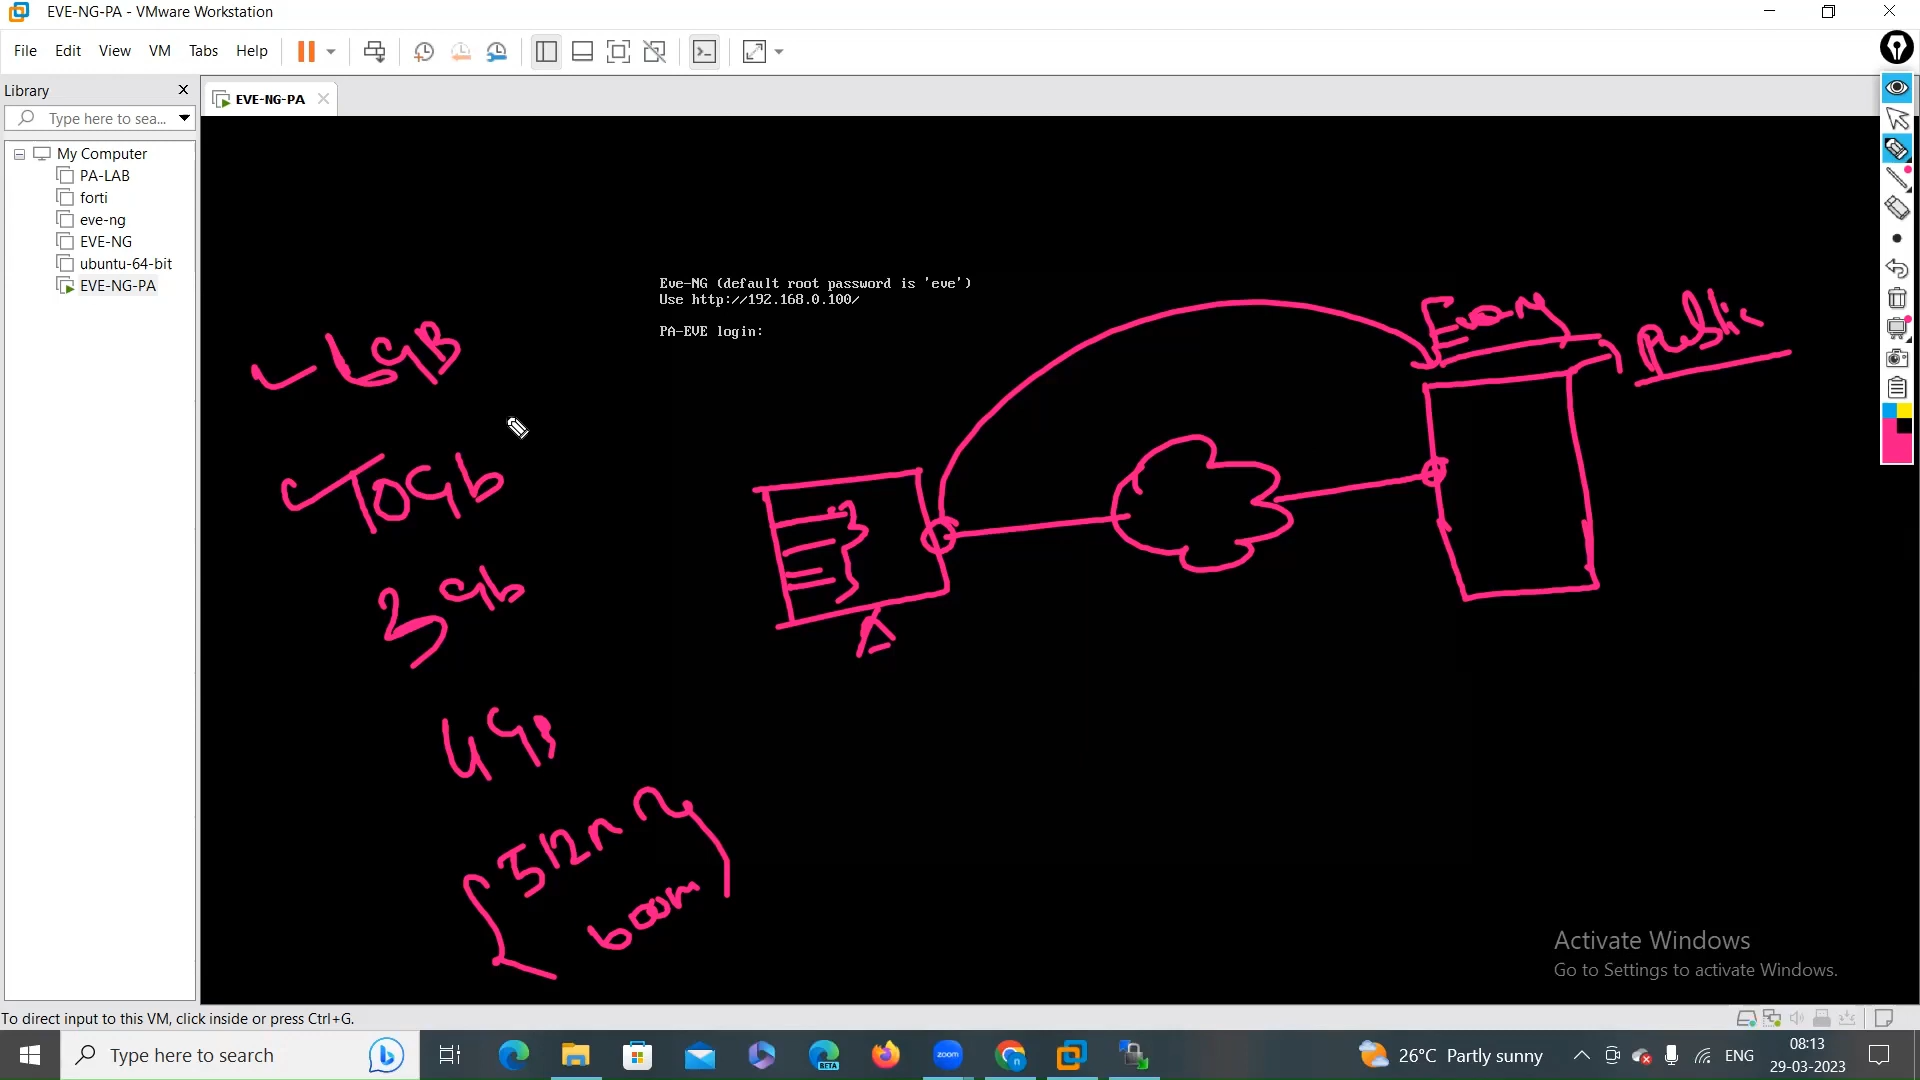 EVE-NG-PA - VMware Workstation
File Edit View VM Tabs Help
Library
Type here to sea...
EVE-NG-PA
My Computer
PA-LAB
forti
eve-ng
EVE-NG
ubuntu-64-bit
EVE-NG-PA
Eve-NG (default root password is 'eve')
Use http://192.168.0.100/
PA-EVE login:
public
3Gb
Activate Windows
Go to Settings to activate Windows.
To direct input to this VM, click inside or press Ctrl+G.
Type here to search
BETA
zoom
26°C Partly sunny
ENG
08:13
29-03-2023